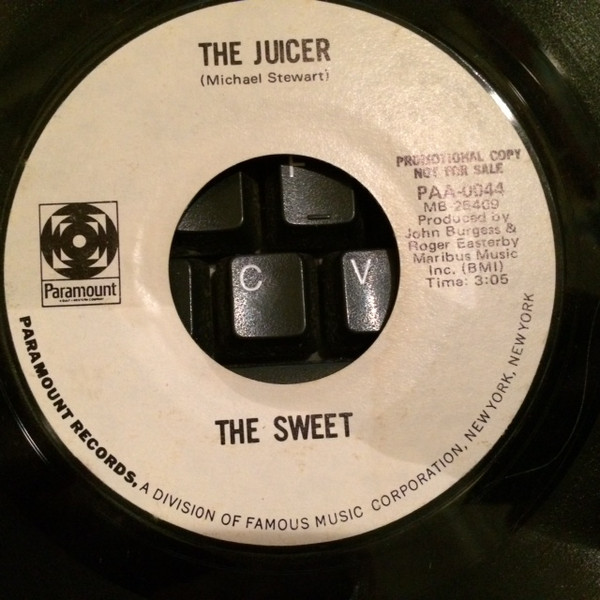 THE JUICER
(Michael Stewart)
PROMOTIONAL COPY
NOT FOR SALE
PAA-0044
MB 26409
Produced by
John Burgess &
Roger Easterby
Maribus Music
Inc. (BMI)
Time: 3:05
Paramount
F
C
V
THE SWEET
PARAMOUNT RECORDS, A DIVISION OF FAMOUS MUSIC CORPORATION, NEW YORK, NEW YORK